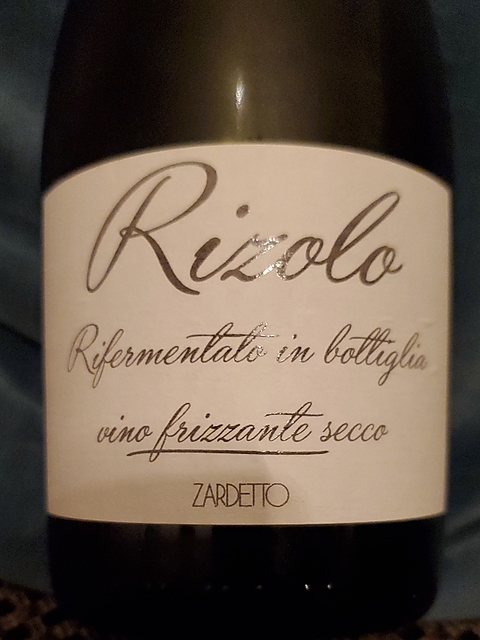 Rizolo
Rifermentato in bottiglia
vino frizzante secco
ZARDETTO